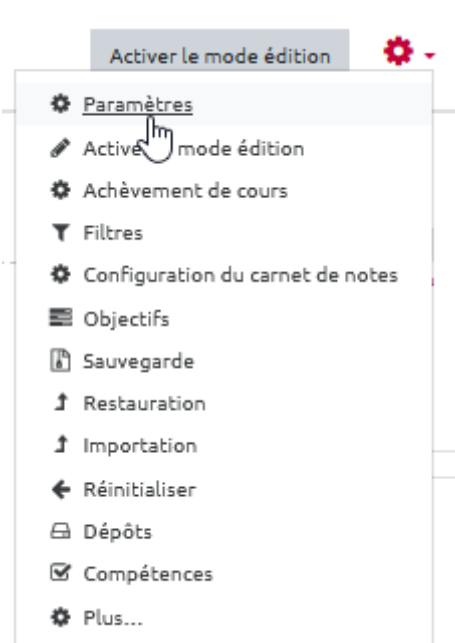 Activer le mode édition
Paramètres
Active mode édition
Achèvement de cours
Filtres
Configuration du carnet de notes
Objectifs
Sauvegarde
Restauration
Importation
Réinitialiser
Dépôts
Compétences
Plus...